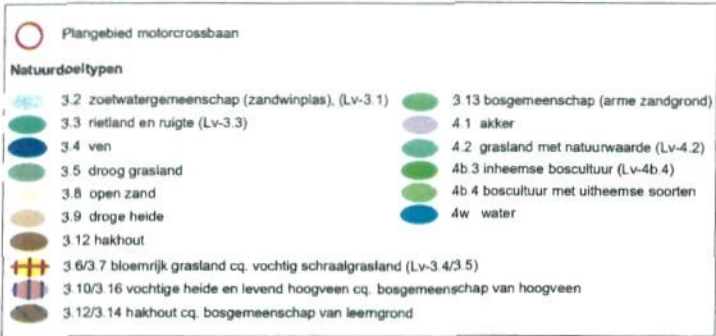 Plangebied motorcrossbaan
Natuurdoeltypen
3.2 zoetwatergemeenschap (zandwinplas), (Lv-3.1)
3.3 rietland en ruigte (Lv-3.3)
3.4 ven
3.5 droog grasland
3.8 open zand
3.9 droge heide
3.12 hakhout
3.6/3.7 bloemrijk grasland cq. vochtig schraalgrasland (Lv-3.4/3.5)
3.10/3.16 vochtige heide en levend hoogveen cq. bosgemeenschap van hoogveen
3.12/3.14 hakhout cq. bosgemeenschap van leemgrond
3.13 bosgemeenschap (arme zandgrond)
4.1 akker
4.2 grasland met natuurwaarde (Lv-4.2)
4b.3 inheemse boscultuur (Lv-4b.4)
4b.4 boscultuur met uitheemse soorten
4w water